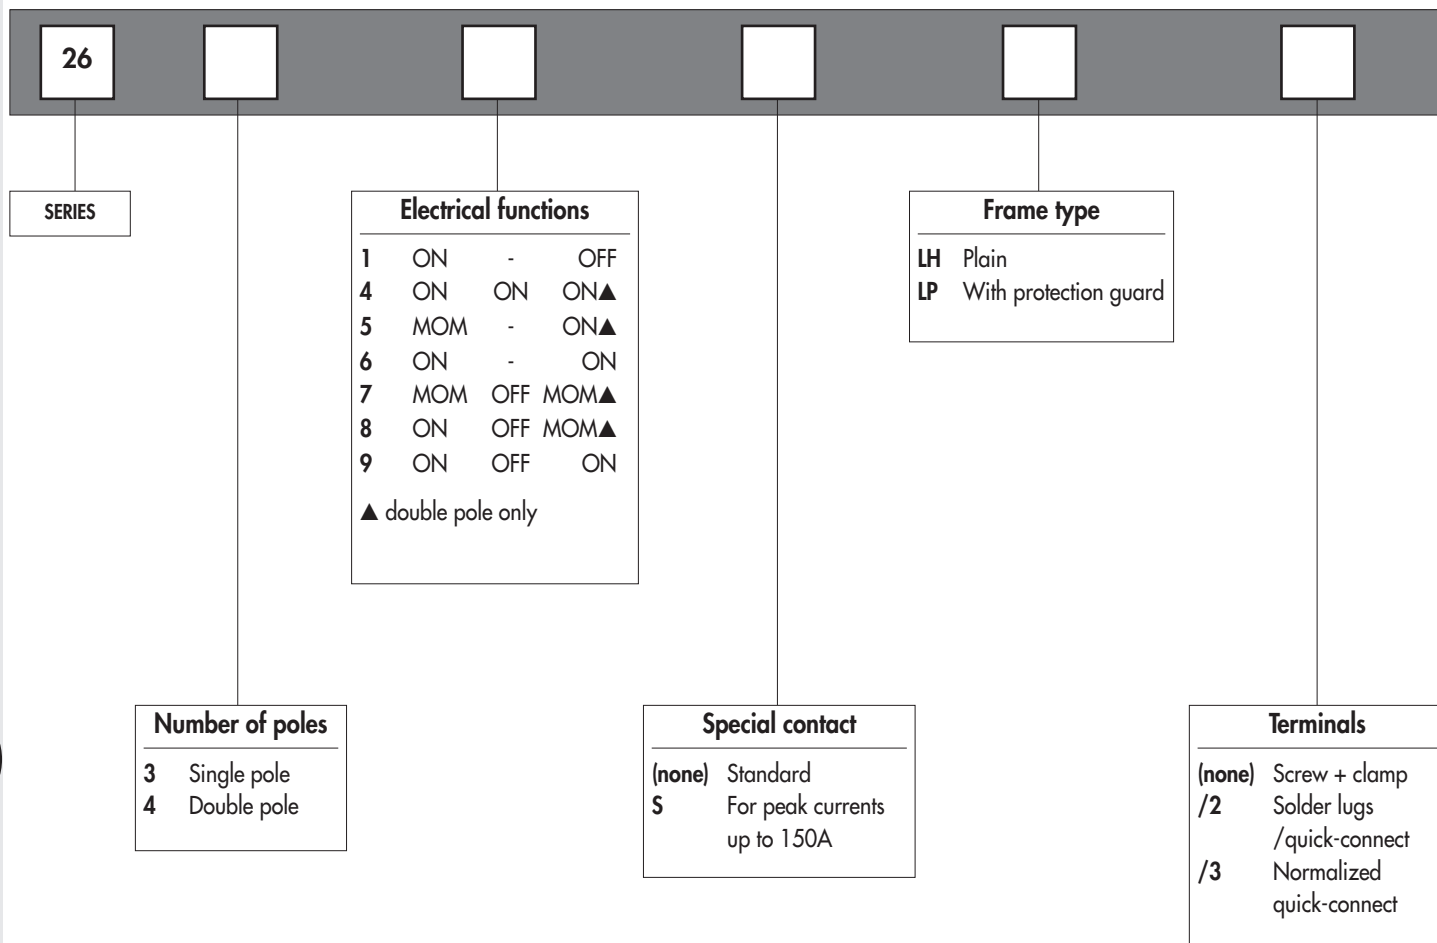 26
SERIES
Electrical functions
1 ON - OFF
4 ON ON ON▲
5 MOM - ON▲
6 ON - ON
7 MOM OFF MOM▲
8 ON OFF MOM▲
9 ON OFF ON
▲ double pole only
Frame type
LH Plain
LP With protection guard
Number of poles
3 Single pole
4 Double pole
Special contact
(none) Standard
S For peak currents
up to 150A
Terminals
(none) Screw + clamp
/2 Solder lugs
/quick-connect
/3 Normalized
quick-connect